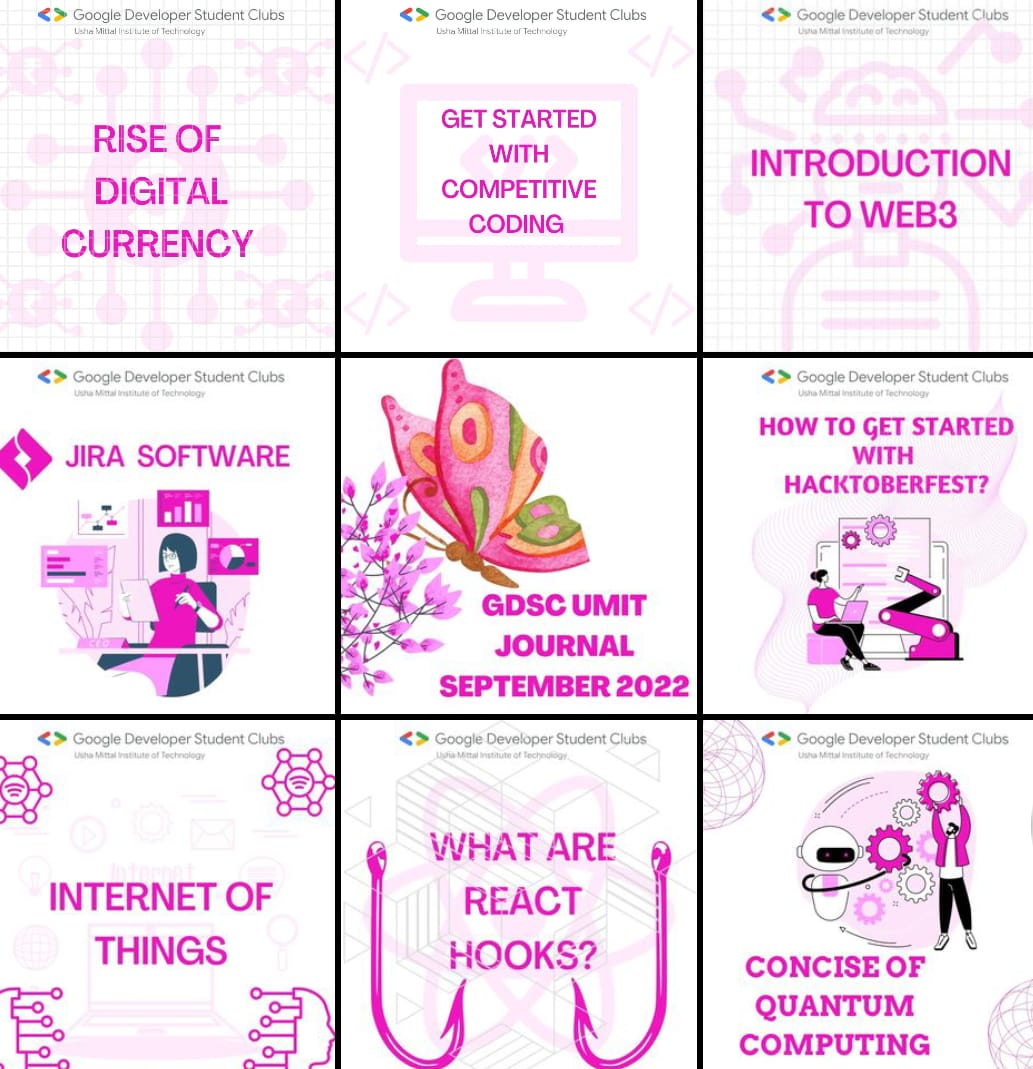 Google Developer Student Clubs
Usha Mittal Institute of Technology
RISE OF
DIGITAL
CURRENCY
Google Developer Student Clubs
Usha Mittal Institute of Technology
GET STARTED
WITH
COMPETITIVE
CODING
Google Developer Student Clubs
Usha Mittal Institute of Technology
INTRODUCTION
TO WEB3
Google Developer Student Clubs
Usha Mittal Institute of Technology
JIRA SOFTWARE
CEO
GDSC UMIT
JOURNAL
SEPTEMBER 2022
Google Developer Student Clubs
Usha Mittal Institute of Technology
HOW TO GET STARTED
WITH
HACKTOBERFEST?
Google Developer Student Clubs
Usha Mittal Institute of Technology
Internet
INTERNET OF
THINGS
Google Developer Student Clubs
Usha Mittal Institute of Technology
WHAT ARE
REACT
HOOKS?
Google Developer Student Clubs
Usha Mittal Institute of Technology
CONCISE OF
QUANTUM
COMPUTING